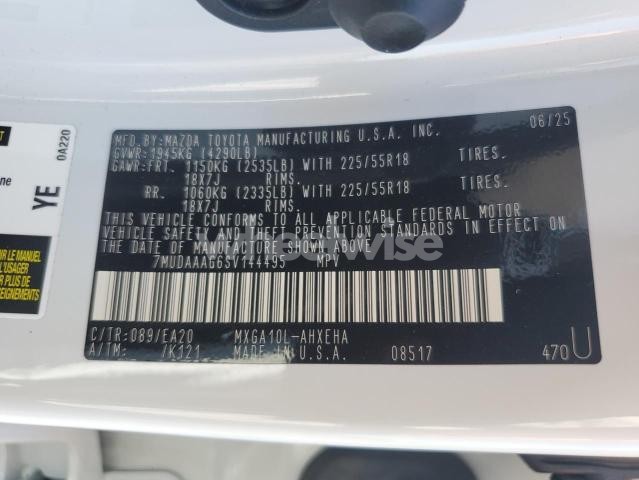 0A220
YE
LE MANUEL
MFD.BY:MAZDA TOYOTA MANUFACTURING U.S.A. INC. 06/25
GVWR:1945KG (4290LB)
GAWR:FRT. 1150KG (2535LB) WITH 225/55R18
18X7J RIMS.
RR. 1060KG (2335LB) WITH 225/55R18
18X7J RIMS.
THIS VEHICLE CONFORMS TO ALL APPLICABLE FEDERAL MOTOR
VEHICLE SAFETY AND THEFT PREVENTION STANDARDS IN EFFECT ON
THE DATE OF MANUFACTURE SHOWN ABOVE.
7MUDAAAG6SV144495 MPV
C/TR:089/EA20 MXGA10L-AHXEHA
A/TM: /K121 MADE IN U.S.A. 08517 470U